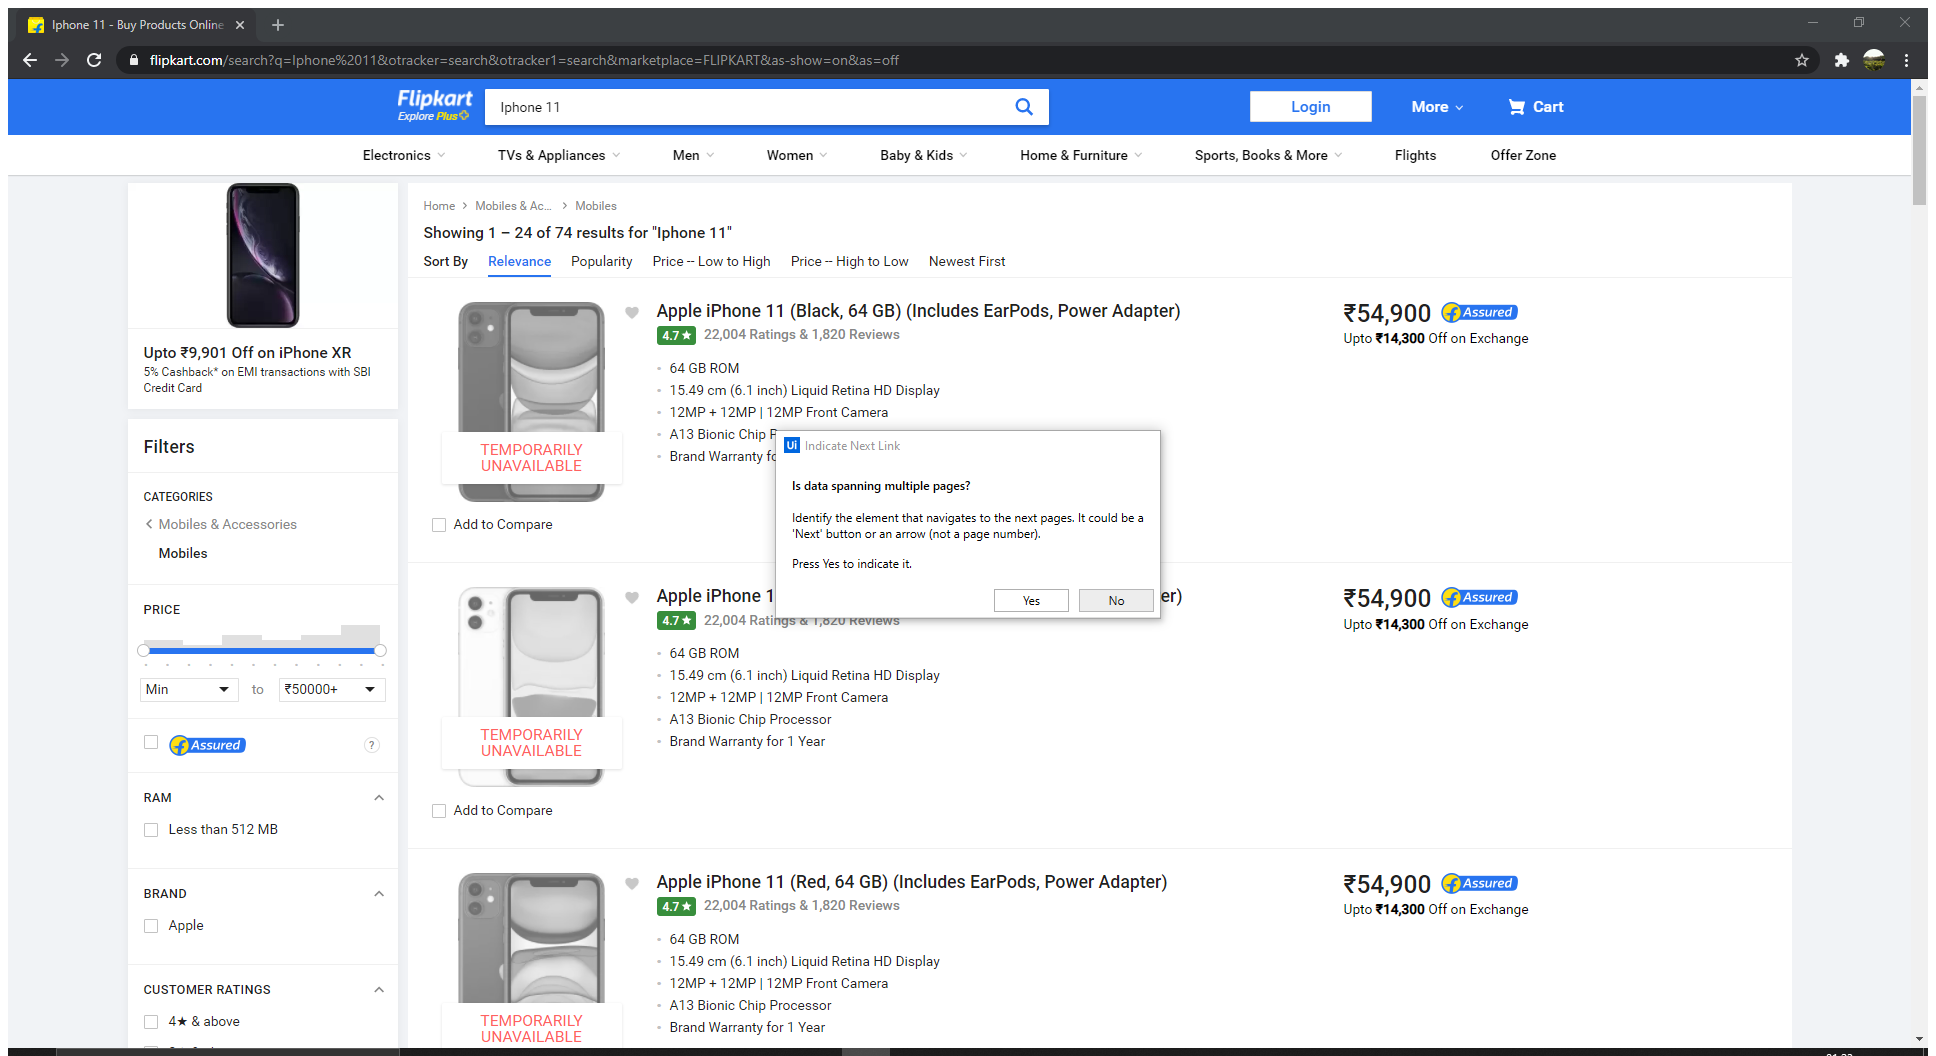 Iphone 11 - Buy Products Online
flipkart.com/search?q=Iphone%2011&otracker=search&otracker1=search&marketplace=FLIPKART&as-show=on&as=off
Flipkart
Explore Plus
Iphone 11
Login
More
Cart
Electronics
TVs & Appliances
Men
Women
Baby & Kids
Home & Furniture
Sports, Books & More
Flights
Offer Zone
Upto ₹9,901 Off on iPhone XR
5% Cashback* on EMI transactions with SBI
Credit Card
Filters
CATEGORIES
Mobiles & Accessories
Mobiles
PRICE
Min
to
₹50000+
Assured
?
RAM
Less than 512 MB
BRAND
Apple
CUSTOMER RATINGS
4★ & above
Home > Mobiles & Ac... > Mobiles
Showing 1 – 24 of 74 results for "Iphone 11"
Sort By
Relevance
Popularity
Price -- Low to High
Price -- High to Low
Newest First
TEMPORARILY
UNAVAILABLE
Add to Compare
Apple iPhone 11 (Black, 64 GB) (Includes EarPods, Power Adapter)
4.7★ 22,004 Ratings & 1,820 Reviews
64 GB ROM
15.49 cm (6.1 inch) Liquid Retina HD Display
12MP + 12MP | 12MP Front Camera
A13 Bionic Chip P
Brand Warranty fo
₹54,900 Assured
Upto ₹14,300 Off on Exchange
Ui Indicate Next Link
Is data spanning multiple pages?
Identify the element that navigates to the next pages. It could be a
'Next' button or an arrow (not a page number).
Press Yes to indicate it.
Yes
No
TEMPORARILY
UNAVAILABLE
Add to Compare
Apple iPhone 1
er)
4.7★ 22,004 Ratings & 1,820 Reviews
64 GB ROM
15.49 cm (6.1 inch) Liquid Retina HD Display
12MP + 12MP | 12MP Front Camera
A13 Bionic Chip Processor
Brand Warranty for 1 Year
₹54,900 Assured
Upto ₹14,300 Off on Exchange
TEMPORARILY
UNAVAILABLE
Apple iPhone 11 (Red, 64 GB) (Includes EarPods, Power Adapter)
4.7★ 22,004 Ratings & 1,820 Reviews
64 GB ROM
15.49 cm (6.1 inch) Liquid Retina HD Display
12MP + 12MP | 12MP Front Camera
A13 Bionic Chip Processor
Brand Warranty for 1 Year
₹54,900 Assured
Upto ₹14,300 Off on Exchange